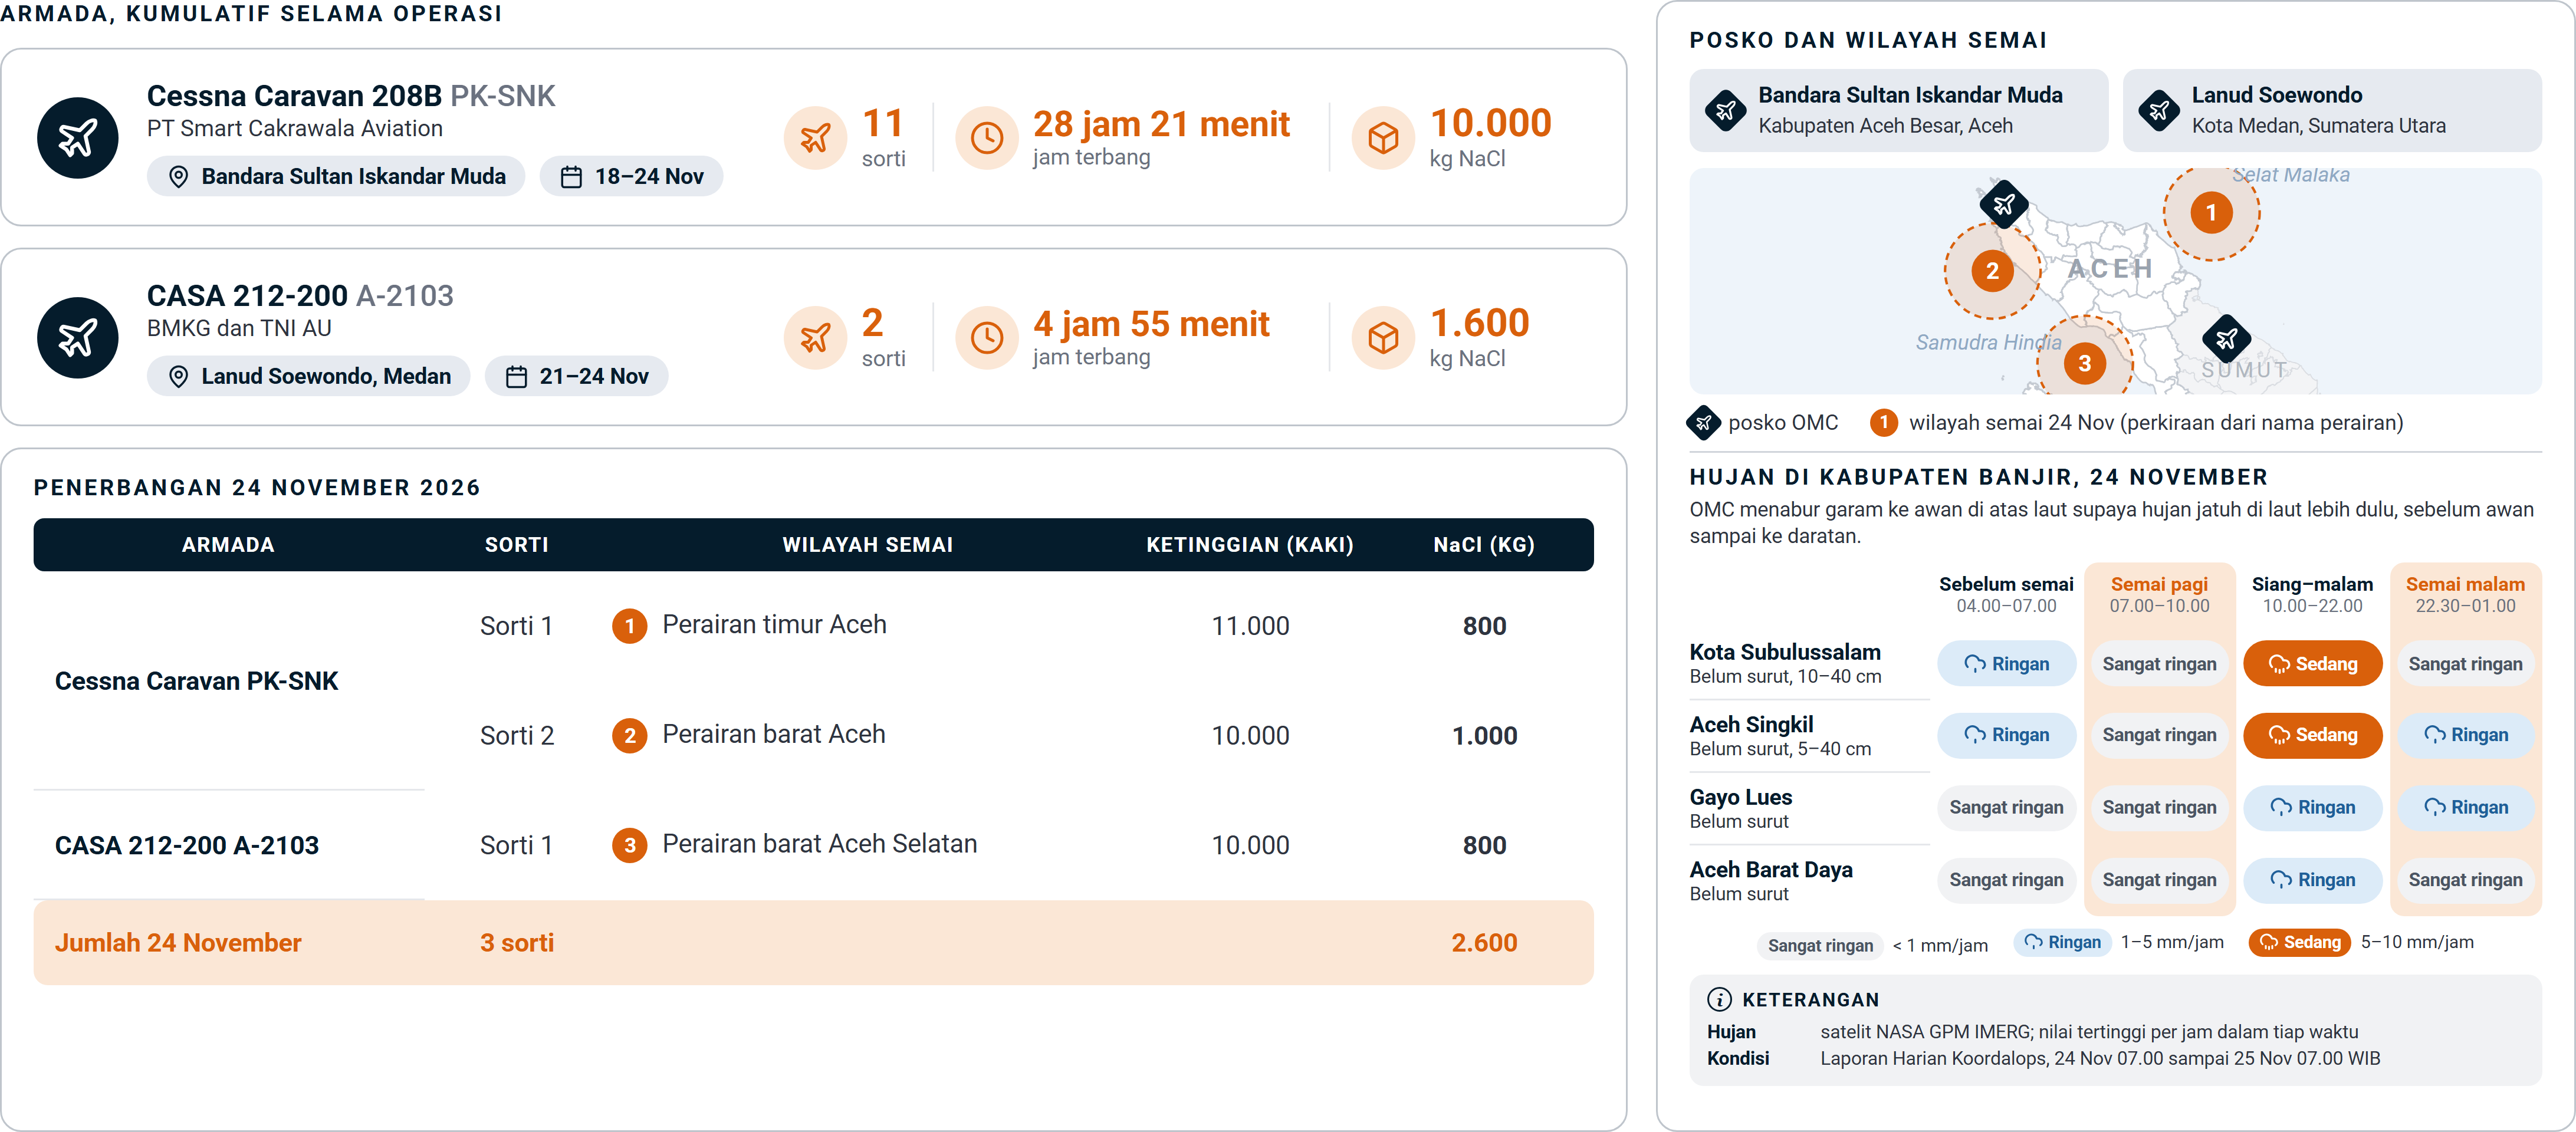 ARMADA, KUMULATIF SELAMA OPERASI
Cessna Caravan 208B PK-SNK
PT Smart Cakrawala Aviation
Bandara Sultan Iskandar Muda
18–24 Nov
11
sorti
28 jam 21 menit
jam terbang
10.000
kg NaCl
CASA 212-200 A-2103
BMKG dan TNI AU
Lanud Soewondo, Medan
21–24 Nov
2
sorti
4 jam 55 menit
jam terbang
1.600
kg NaCl
PENERBANGAN 24 NOVEMBER 2026
ARMADA SORTI WILAYAH SEMAI KETINGGIAN (KAKI) NaCl (KG)
Cessna Caravan PK-SNK
Sorti 1 1 Perairan timur Aceh 11.000 800
Sorti 2 2 Perairan barat Aceh 10.000 1.000
CASA 212-200 A-2103 Sorti 1 3 Perairan barat Aceh Selatan 10.000 800
Jumlah 24 November 3 sorti 2.600
POSKO DAN WILAYAH SEMAI
Bandara Sultan Iskandar Muda
Kabupaten Aceh Besar, Aceh
Lanud Soewondo
Kota Medan, Sumatera Utara
Selat Malaka
1
2
ACEH
Samudra Hindia
3
SUMUT
posko OMC
1 wilayah semai 24 Nov (perkiraan dari nama perairan)
HUJAN DI KABUPATEN BANJIR, 24 NOVEMBER
OMC menabur garam ke awan di atas laut supaya hujan jatuh di laut lebih dulu, sebelum awan
sampai ke daratan.
Sebelum semai Semai pagi Siang–malam Semai malam
04.00–07.00 07.00–10.00 10.00–22.00 22.30–01.00
Kota Subulussalam
Belum surut, 10–40 cm
Ringan Sangat ringan Sedang Sangat ringan
Aceh Singkil
Belum surut, 5–40 cm
Ringan Sangat ringan Sedang Ringan
Gayo Lues
Belum surut
Sangat ringan Sangat ringan Ringan Ringan
Aceh Barat Daya
Belum surut
Sangat ringan Sangat ringan Ringan Sangat ringan
Sangat ringan < 1 mm/jam Ringan 1–5 mm/jam Sedang 5–10 mm/jam
i KETERANGAN
Hujan satelit NASA GPM IMERG; nilai tertinggi per jam dalam tiap waktu
Kondisi Laporan Harian Koordalops, 24 Nov 07.00 sampai 25 Nov 07.00 WIB